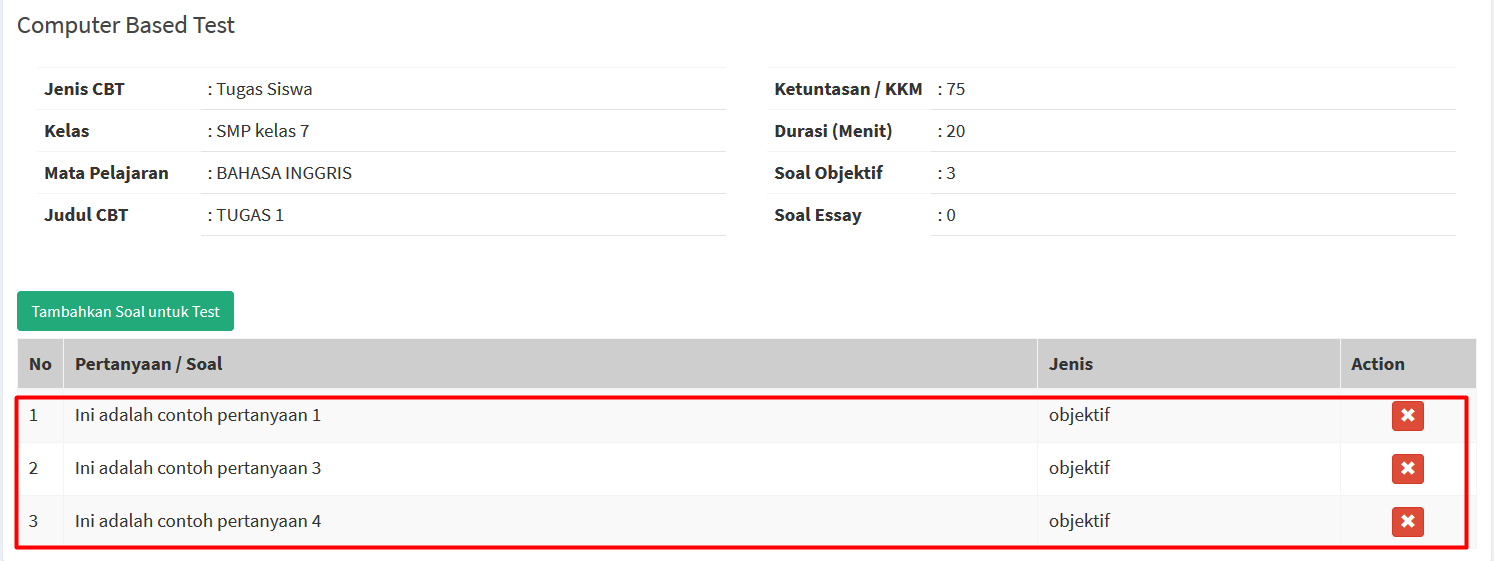 Computer Based Test
Jenis CBT : Tugas Siswa
Kelas : SMP kelas 7
Mata Pelajaran : BAHASA INGGRIS
Judul CBT : TUGAS 1
Ketuntasan / KKM : 75
Durasi (Menit) : 20
Soal Objektif : 3
Soal Essay : 0
Tambahkan Soal untuk Test
No Pertanyaan / Soal Jenis Action
1 Ini adalah contoh pertanyaan 1 objektif
2 Ini adalah contoh pertanyaan 3 objektif
3 Ini adalah contoh pertanyaan 4 objektif